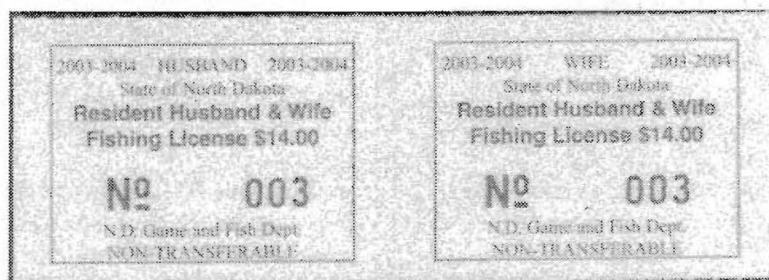 2003-2004 HUSBAND 2003-2004
State of North Dakota
Resident Husband & Wife
Fishing License $14.00
Nº 003
N.D. Game and Fish Dept.
NON-TRANSFERABLE
2003-2004 WIFE 2003-2004
State of North Dakota
Resident Husband & Wife
Fishing License $14.00
Nº 003
N.D. Game and Fish Dept.
NON-TRANSFERABLE